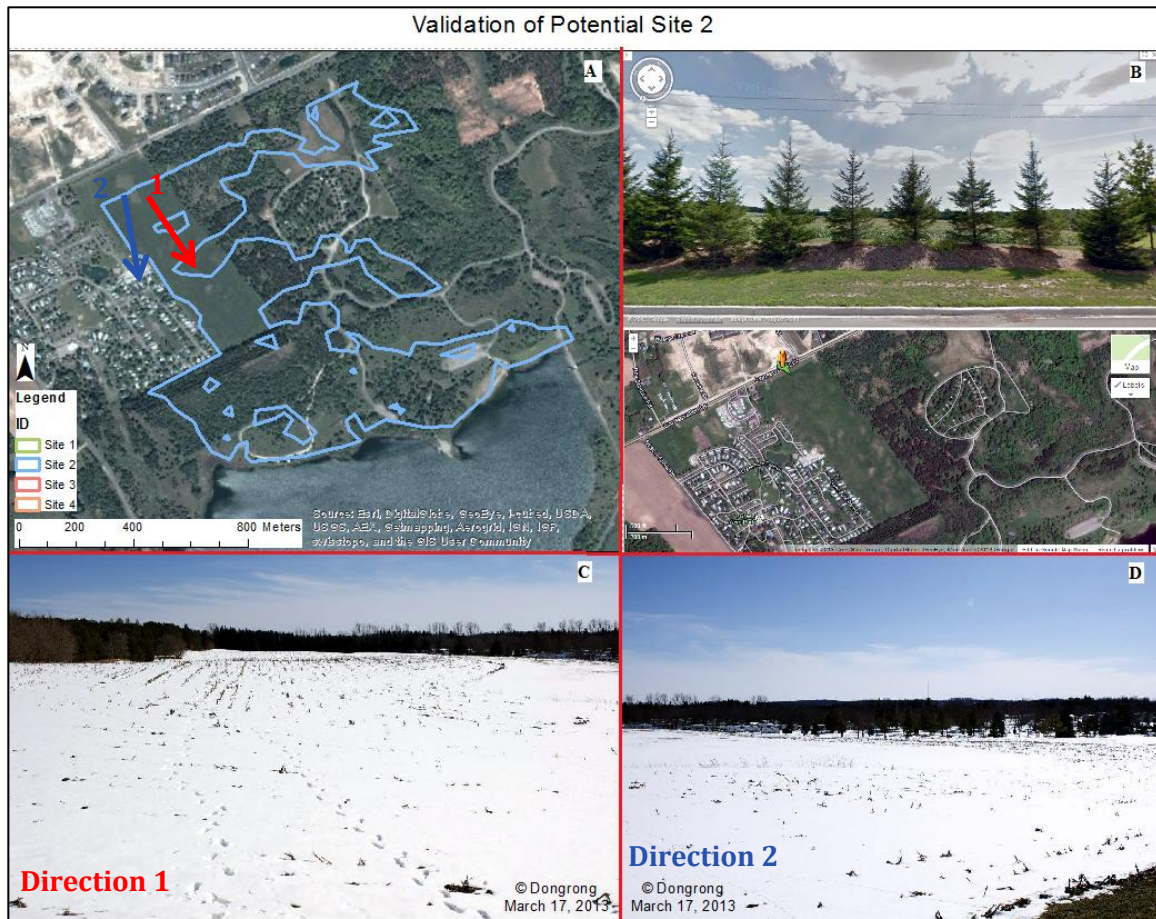 Validation of Potential Site 2
A
2
1
N
Legend
ID
Site 1
Site 2
Site 3
Site 4
0 200 400 800 Meters
Source: Esri, DigitalGlobe, GeoEye, i-cubed, USDA,
USGS, AEX, Getmapping, Aerogrid, IGN, IGP,
swisstopo, and the GIS User Community
B
Map
Labels
C
Direction 1
© Dongrong
March 17, 2013
D
Direction 2
© Dongrong
March 17, 2013